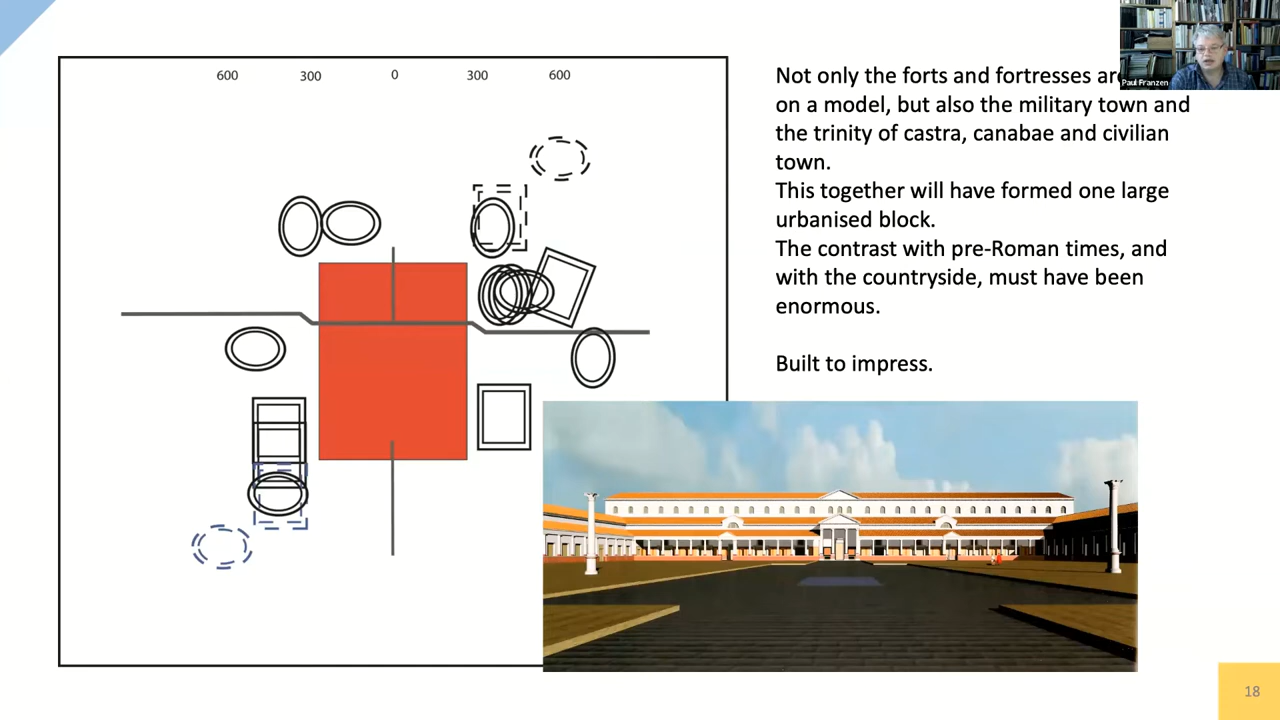 600 300 0 300 600
Not only the forts and fortresses are
on a model, but also the military town and
the trinity of castra, canabae and civilian
town.
This together will have formed one large
urbanised block.
The contrast with pre-Roman times, and
with the countryside, must have been
enormous.
Built to impress.
Paul Franzen
18